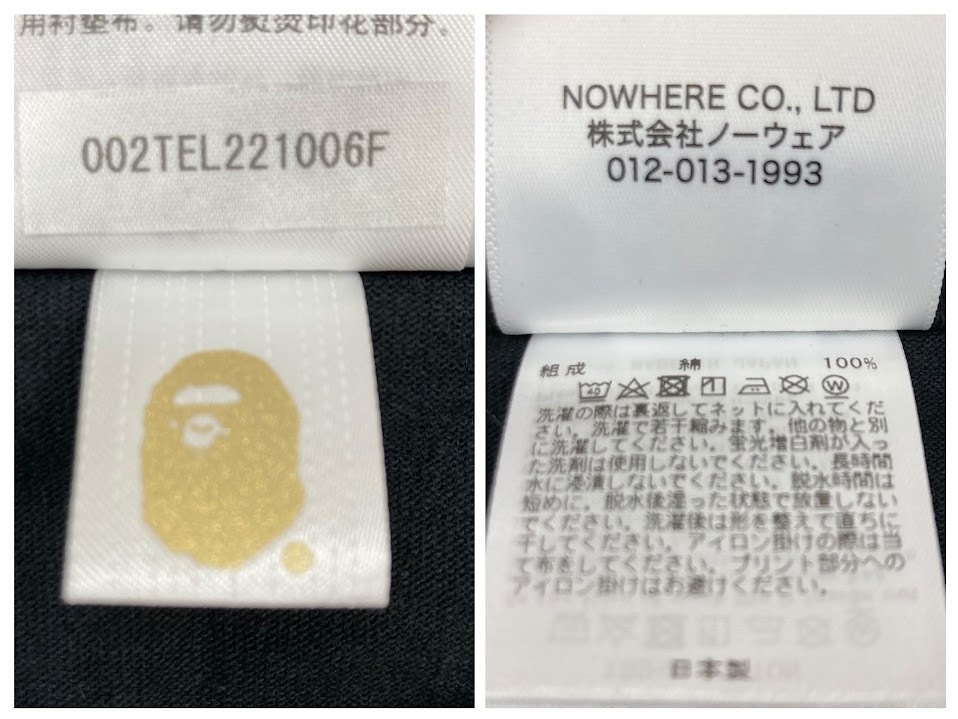 用衬垫布。请勿熨烫印花部分。
002TEL221006F
NOWHERE CO., LTD
株式会社ノーウェア
012-013-1993
組成 綿 100%
40 W
洗濯の際は裏返してネットに入れてくだ
さい。洗濯で若干縮みます。他の物と別
に洗濯してください。蛍光増白剤が入っ
た洗剤は使用しないでください。長時間
水に浸漬しないでください。脱水時間は
短めに。脱水後湿った状態で放置しない
でください。洗濯後は形を整えて直ちに
干してください。アイロン掛けの際は当
て布をしてください。プリント部分への
アイロン掛けはお避けください。
日本製